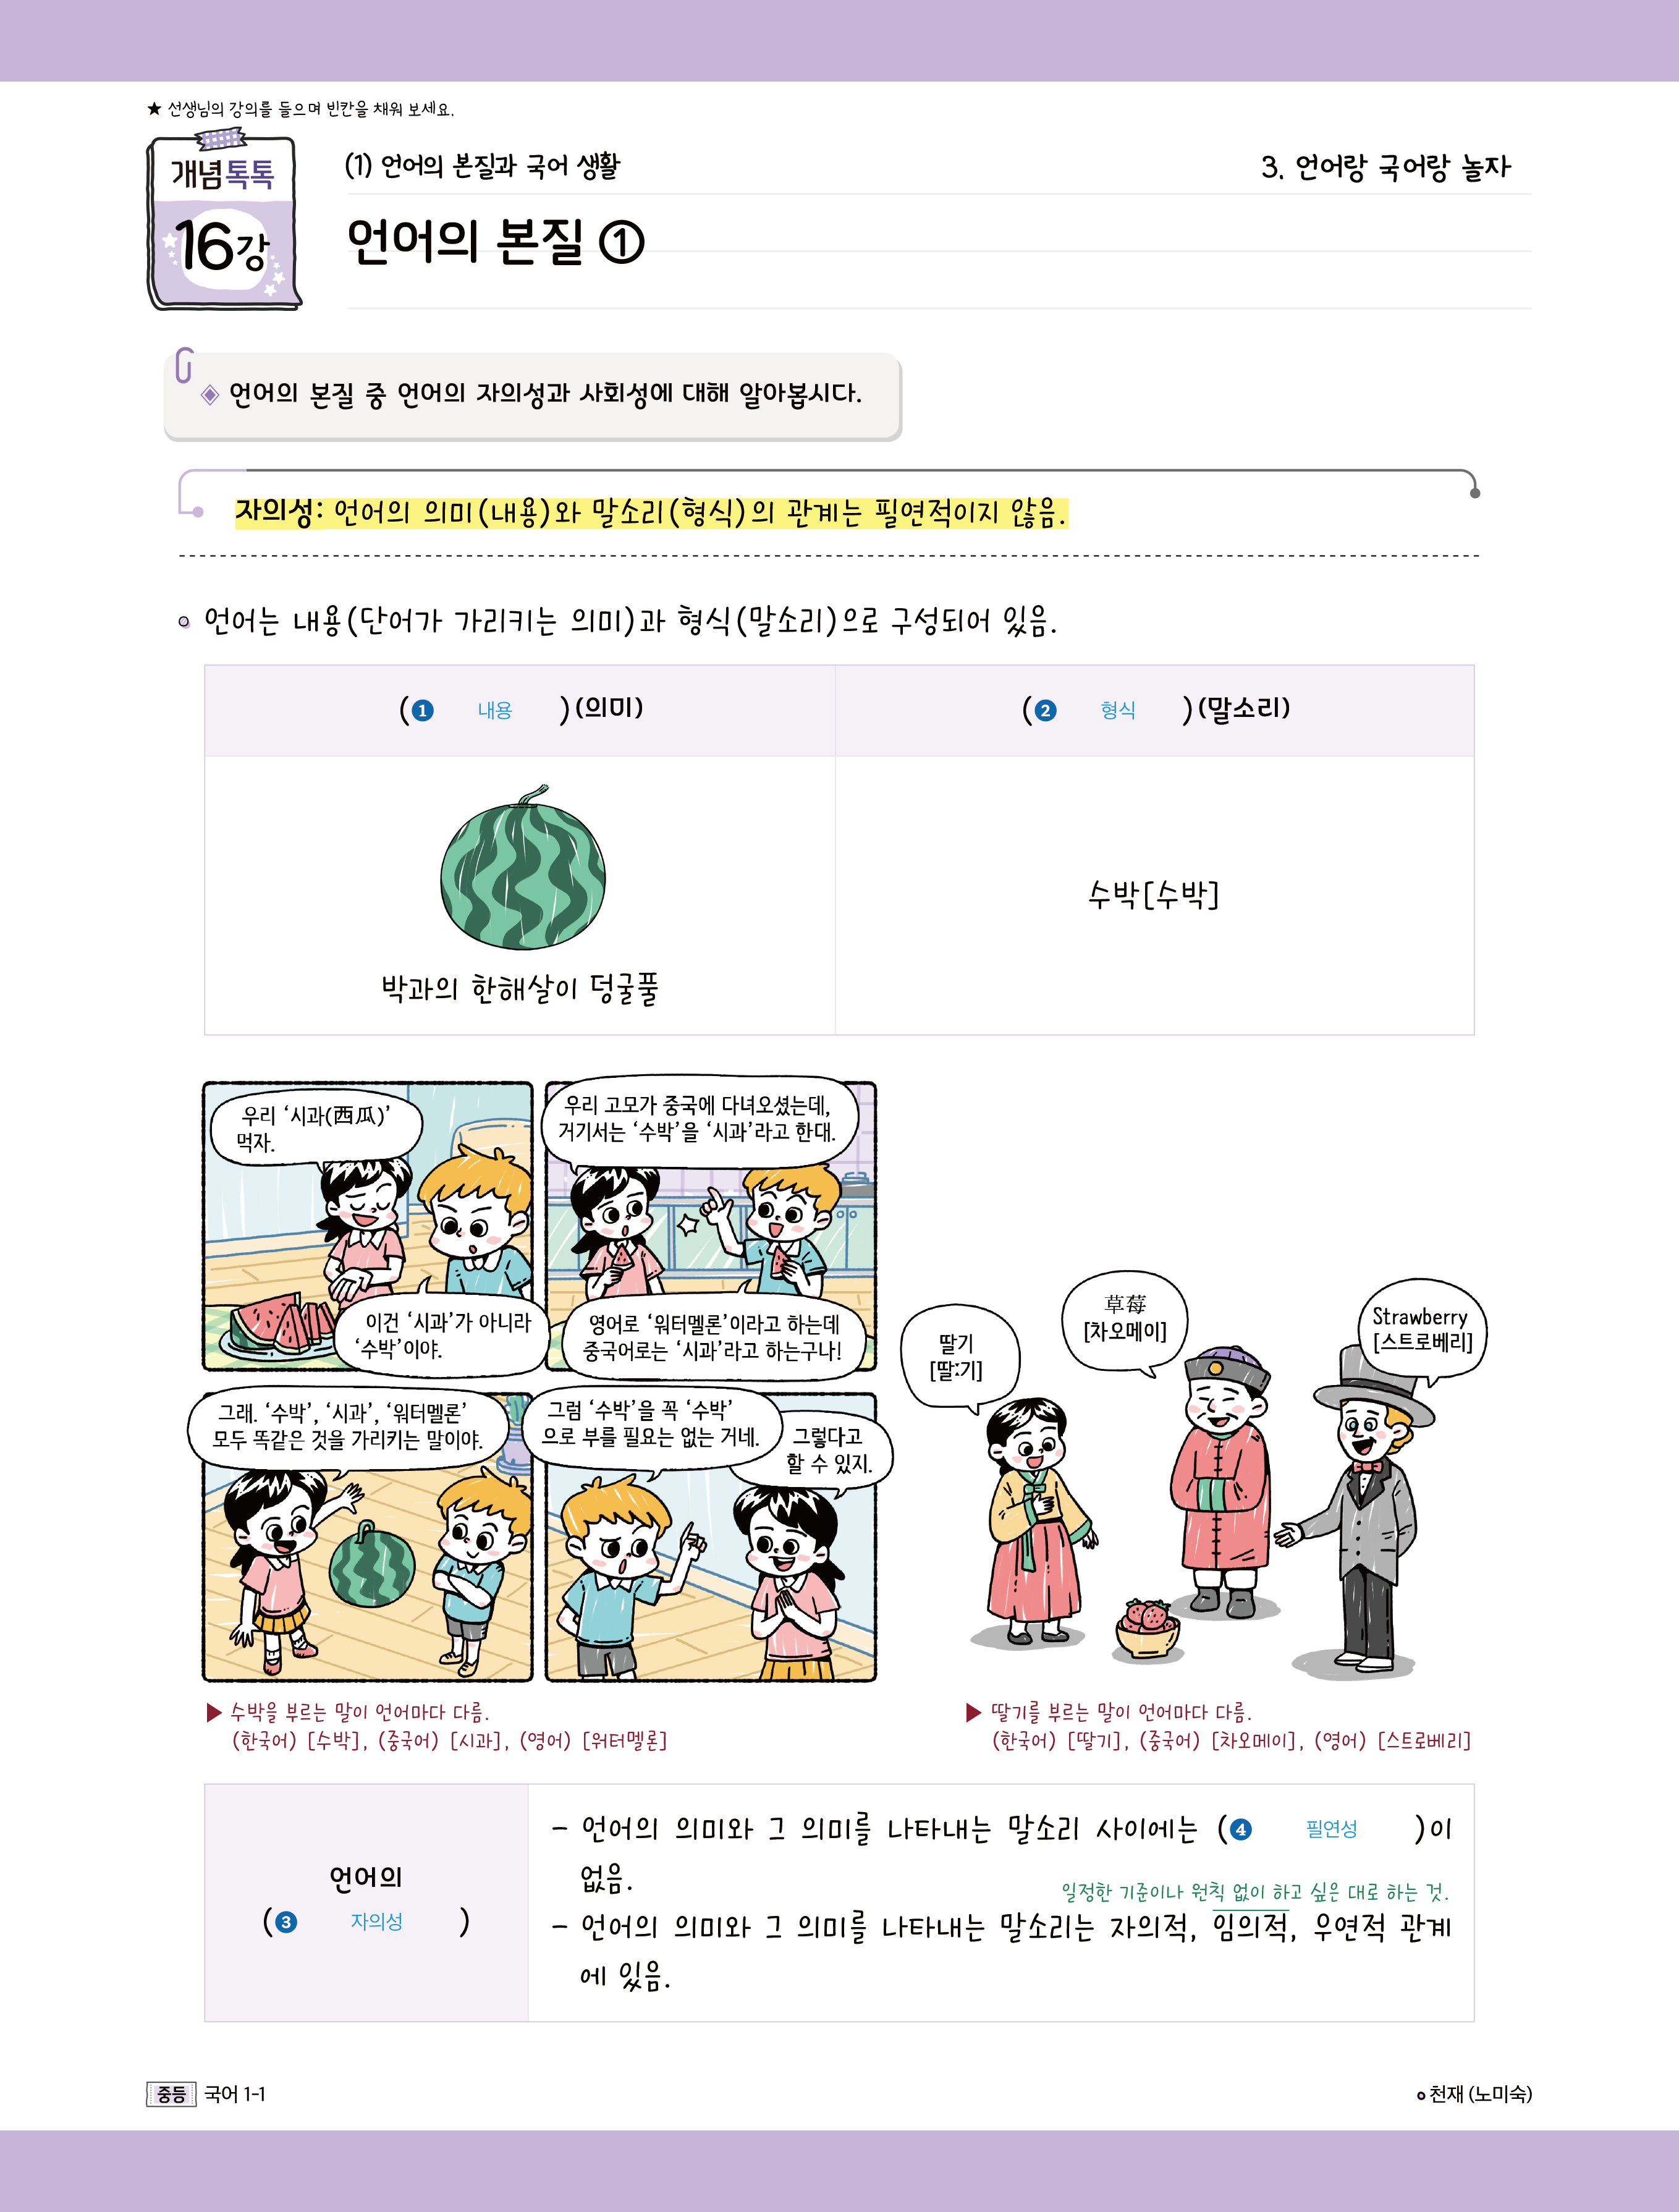 ★ 선생님의 강의를 들으며 빈칸을 채워 보세요.
개념톡톡
16강
(1) 언어의 본질과 국어 생활
3. 언어랑 국어랑 놀자
언어의 본질 ①
◈ 언어의 본질 중 언어의 자의성과 사회성에 대해 알아봅시다.
자의성: 언어의 의미(내용)와 말소리(형식)의 관계는 필연적이지 않음.
언어는 내용(단어가 가리키는 의미)과 형식(말소리)으로 구성되어 있음.
(❶ 내용 )(의미)
(❷ 형식 )(말소리)
박과의 한해살이 덩굴풀
수박[수박]
우리 ‘시과(西瓜)’
먹자.
이건 ‘시과’가 아니라
‘수박’이야.
우리 고모가 중국에 다녀오셨는데,
거기서는 ‘수박’을 ‘시과’라고 한대.
영어로 ‘워터멜론’이라고 하는데
중국어로는 ‘시과’라고 하는구나!
그래. ‘수박’, ‘시과’, ‘워터멜론’
모두 똑같은 것을 가리키는 말이야.
그럼 ‘수박’을 꼭 ‘수박’
으로 부를 필요는 없는 거네.
그렇다고
할 수 있지.
딸기
[딸ː기]
草莓
[차오메이]
Strawberry
[스트로베리]
▶ 수박을 부르는 말이 언어마다 다름.
(한국어) [수박], (중국어) [시과], (영어) [워터멜론]
▶ 딸기를 부르는 말이 언어마다 다름.
(한국어) [딸기], (중국어) [차오메이], (영어) [스트로베리]
언어의
(❸ 자의성 )
- 언어의 의미와 그 의미를 나타내는 말소리 사이에는 (❹ 필연성 )이
없음.
일정한 기준이나 원칙 없이 하고 싶은 대로 하는 것.
- 언어의 의미와 그 의미를 나타내는 말소리는 자의적, 임의적, 우연적 관계
에 있음.
중등 국어 1-1
천재 (노미숙)